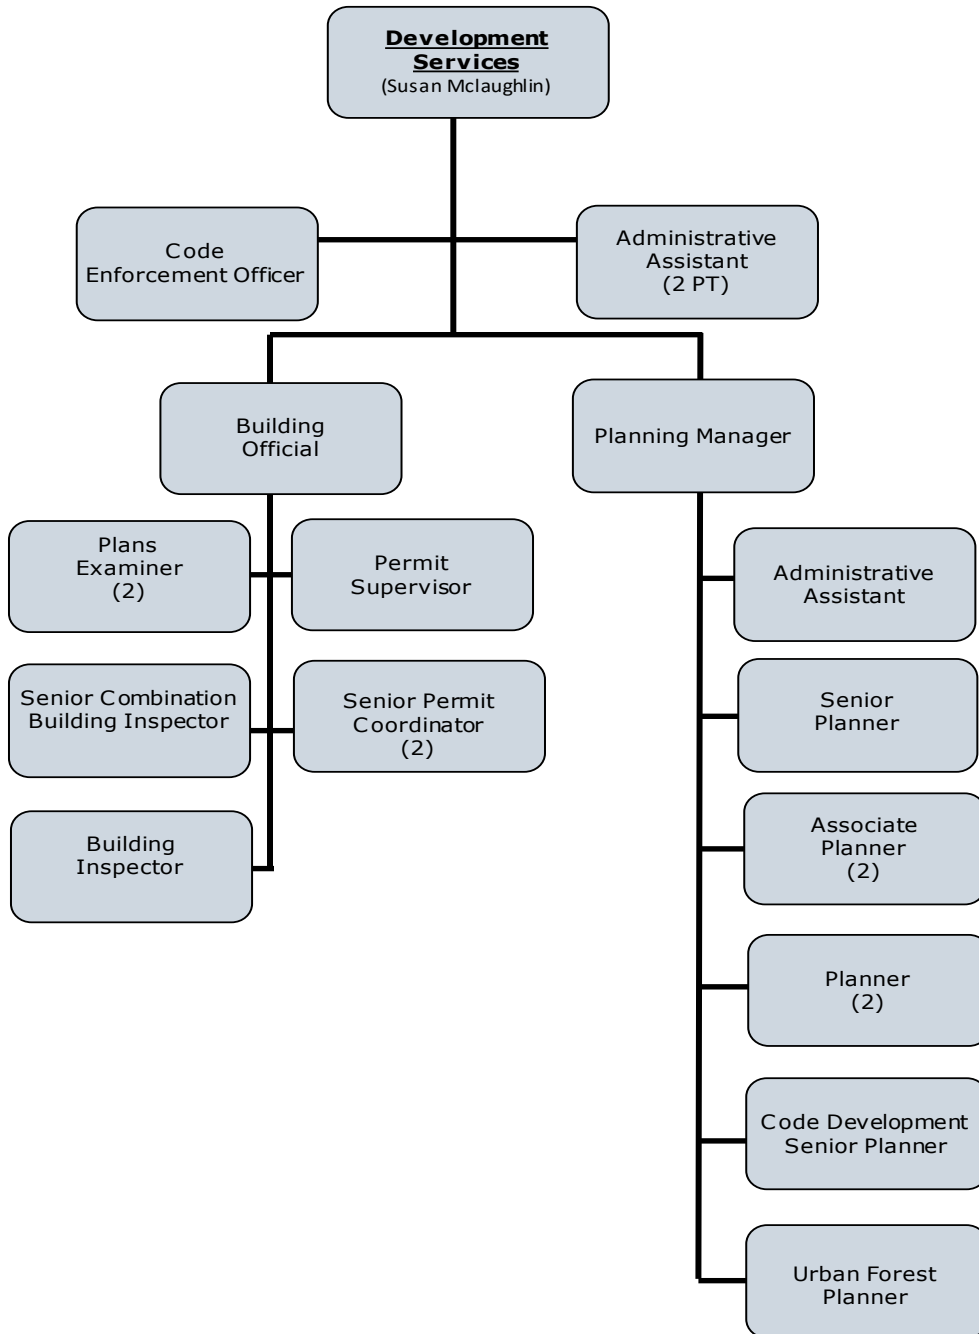 Development
Services
(Susan Mclaughlin)
Code
Enforcement Officer
Administrative
Assistant
(2 PT)
Building
Official
Planning Manager
Plans
Examiner
(2)
Permit
Supervisor
Administrative
Assistant
Senior Combination
Building Inspector
Senior Permit
Coordinator
(2)
Senior
Planner
Building
Inspector
Associate
Planner
(2)
Planner
(2)
Code Development
Senior Planner
Urban Forest
Planner